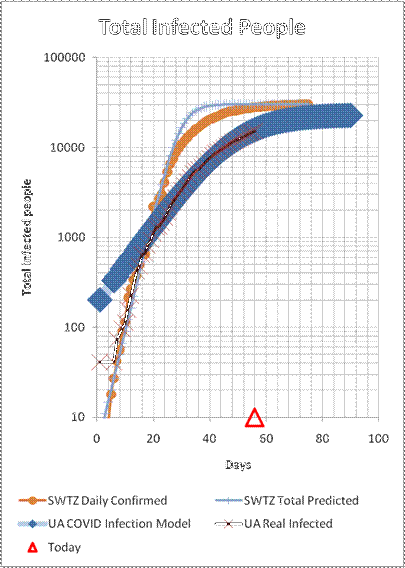 Total Infected People
100000
10000
1000
100
10
Total Infected people
0 20 40 60 80 100
Days
SWTZ Daily Confirmed SWTZ Total Predicted
UA COVID Infection Model UA Real Infected
Today